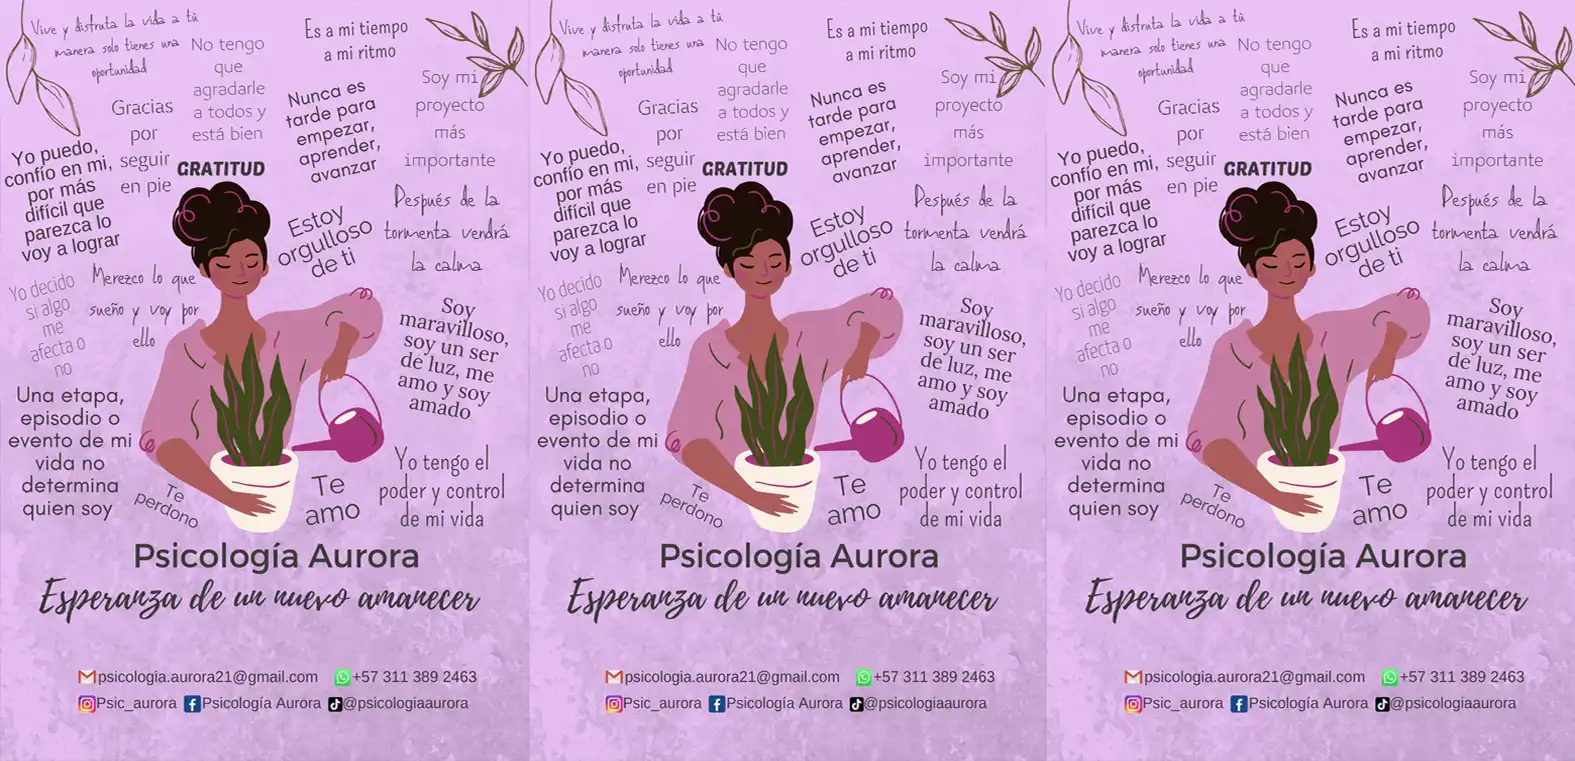 Vive y disfruta la vida a tú
manera solo tienes una
oportunidad
No tengo
que
agradarle
a todos y
está bien
Es a mi tiempo
a mi ritmo
Soy mi
proyecto
más
importante
Gracias
por
seguir
en pie
Nunca es
tarde para
empezar,
aprender,
avanzar
Yo puedo,
confío en mi,
por más
difícil que
parezca lo
voy a lograr
GRATITUD
Estoy
orgulloso
de ti
Después de la
tormenta vendrá
la calma
Yo decido
si algo
me
afecta o
no
Merezco lo que
sueño y voy por
ello
Soy
maravilloso,
soy un ser
de luz, me
amo y soy
amado
Una etapa,
episodio o
evento de mi
vida no
determina
quien soy
Te
perdono
Te
amo
Yo tengo el
poder y control
de mi vida
Psicología Aurora
Esperanza de un nuevo amanecer
psicologia.aurora21@gmail.com +57 311 389 2463
Psic_aurora Psicología Aurora @psicologiaaurora
Vive y disfruta la vida a tú
manera solo tienes una
oportunidad
No tengo
que
agradarle
a todos y
está bien
Es a mi tiempo
a mi ritmo
Soy mi
proyecto
más
importante
Gracias
por
seguir
en pie
Nunca es
tarde para
empezar,
aprender,
avanzar
Yo puedo,
confío en mi,
por más
difícil que
parezca lo
voy a lograr
GRATITUD
Estoy
orgulloso
de ti
Después de la
tormenta vendrá
la calma
Yo decido
si algo
me
afecta o
no
Merezco lo que
sueño y voy por
ello
Soy
maravilloso,
soy un ser
de luz, me
amo y soy
amado
Una etapa,
episodio o
evento de mi
vida no
determina
quien soy
Te
perdono
Te
amo
Yo tengo el
poder y control
de mi vida
Psicología Aurora
Esperanza de un nuevo amanecer
psicologia.aurora21@gmail.com +57 311 389 2463
Psic_aurora Psicología Aurora @psicologiaaurora
Vive y disfruta la vida a tú
manera solo tienes una
oportunidad
No tengo
que
agradarle
a todos y
está bien
Es a mi tiempo
a mi ritmo
Soy mi
proyecto
más
importante
Gracias
por
seguir
en pie
Nunca es
tarde para
empezar,
aprender,
avanzar
Yo puedo,
confío en mi,
por más
difícil que
parezca lo
voy a lograr
GRATITUD
Estoy
orgulloso
de ti
Después de la
tormenta vendrá
la calma
Yo decido
si algo
me
afecta o
no
Merezco lo que
sueño y voy por
ello
Soy
maravilloso,
soy un ser
de luz, me
amo y soy
amado
Una etapa,
episodio o
evento de mi
vida no
determina
quien soy
Te
perdono
Te
amo
Yo tengo el
poder y control
de mi vida
Psicología Aurora
Esperanza de un nuevo amanecer
psicologia.aurora21@gmail.com +57 311 389 2463
Psic_aurora Psicología Aurora @psicologiaaurora